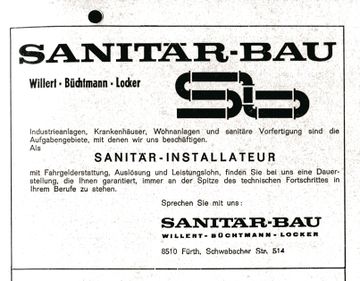 SANITÄR-BAU
Willert · Büchtmann · Locker
Industrieanlagen, Krankenhäuser, Wohnanlagen und sanitäre Vorfertigung sind die
Aufgabengebiete, mit denen wir uns beschäftigen.
Als
SANITÄR-INSTALLATEUR
mit Fahrgelderstattung, Auslösung und Leistungslohn, finden Sie bei uns eine Dauer-
stellung, die Ihnen garantiert, immer an der Spitze des technischen Fortschrittes in
Ihrem Berufe zu stehen.
Sprechen Sie mit uns:
SANITÄR-BAU
WILLERT-BÜCHTMANN-LOCKER
8510 Fürth, Schwabacher Str. 514